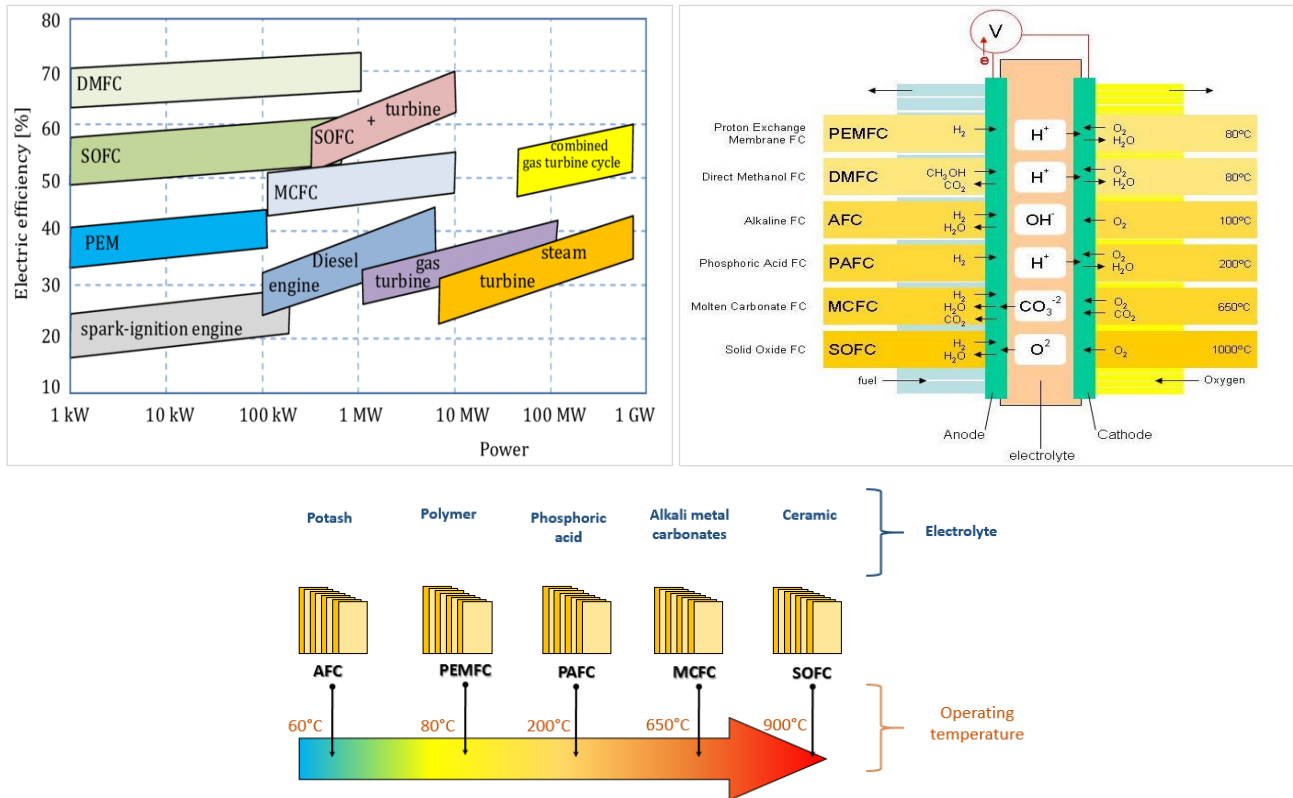 80
70
60
50
40
30
20
10
Electric efficiency [%]
DMFC
SOFC
SOFC + turbine
combined
gas turbine cycle
MCFC
PEM
Diesel
engine
gas
turbine
steam
turbine
spark-ignition engine
1 kW
10 kW
100 kW
1 MW
10 MW
100 MW
1 GW
Power
V
e
Proton Exchange
Membrane FC
PEMFC
H2
H+
O2
H2O
80ºC
Direct Methanol FC
DMFC
CH3OH
CO2
H+
O2
H2O
80ºC
Alkaline FC
AFC
H2
H2O
OH-
O2
100ºC
Phosphoric Acid FC
PAFC
H2
H+
O2
H2O
200ºC
Molten Carbonate FC
MCFC
H2
H2O
CO2
CO3-2
O2
CO2
650ºC
Solid Oxide FC
SOFC
H2
H2O
O2
O2
1000ºC
fuel
Oxygen
Anode
Cathode
electrolyte
Potash
Polymer
Phosphoric
acid
Alkali metal
carbonates
Ceramic
Electrolyte
AFC
PEMFC
PAFC
MCFC
SOFC
60°C
80°C
200°C
650°C
900°C
Operating
temperature